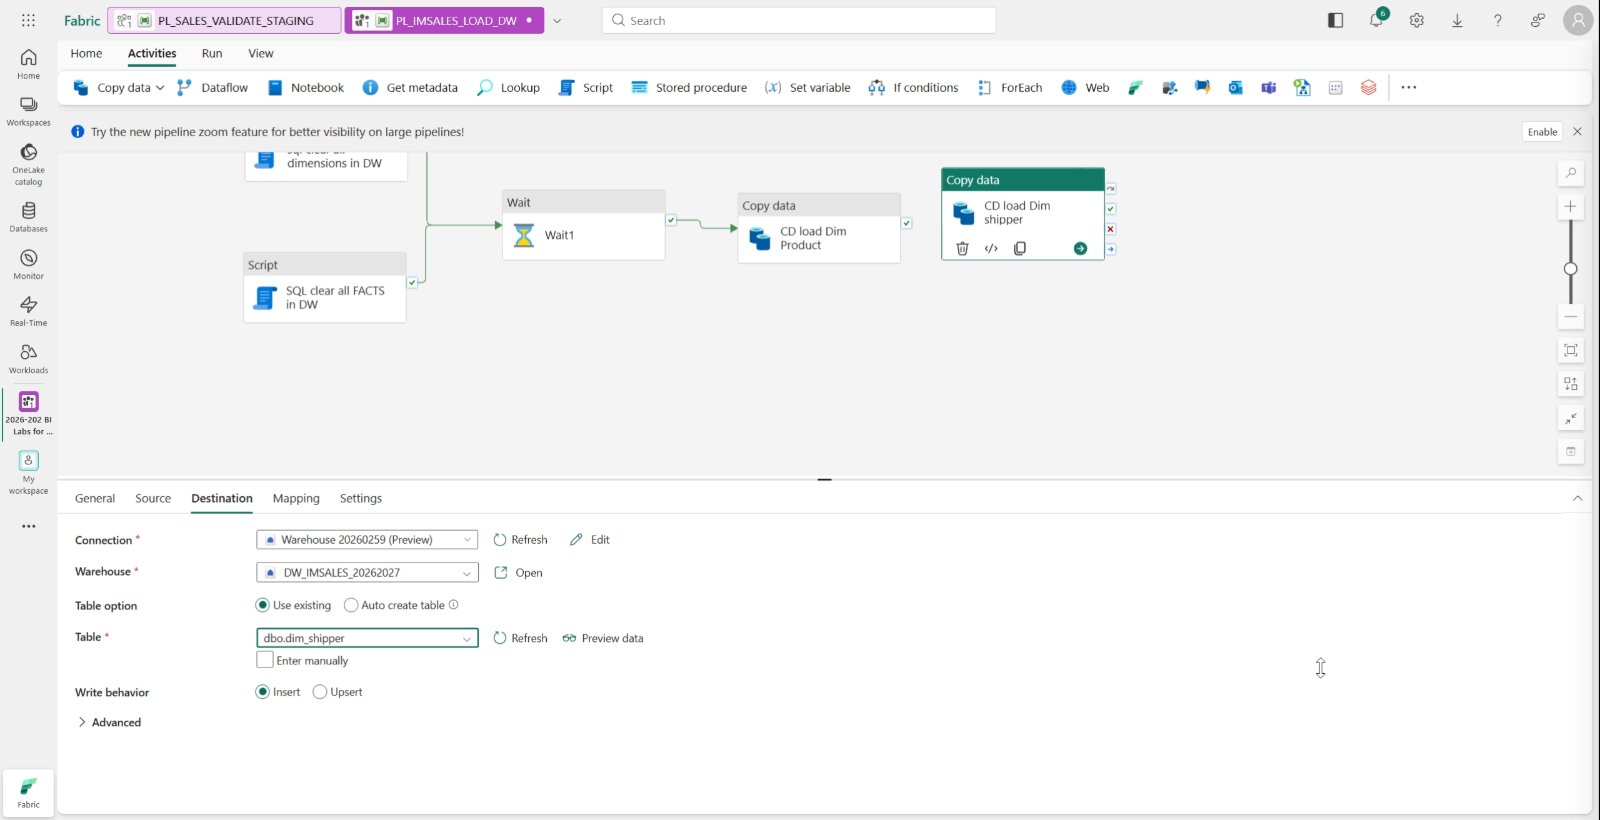 Fabric
PL_SALES_VALIDATE_STAGING
PL_IMSALES_LOAD_DW
Search
6
Home
Activities
Run
View
Copy data
Dataflow
Notebook
Get metadata
Lookup
Script
Stored procedure
Set variable
If conditions
ForEach
Web
Try the new pipeline zoom feature for better visibility on large pipelines!
Enable
Home
Workspaces
OneLake
catalog
Databases
Monitor
Real-Time
Workloads
2026-202 BI
Labs for ...
My
workspace
Fabric
SQL clear all
dimensions in DW
Script
SQL clear all FACTS
in DW
Wait
Wait1
Copy data
CD load Dim
Product
Copy data
CD load Dim
shipper
General
Source
Destination
Mapping
Settings
Connection *
Warehouse 20260259 (Preview)
Refresh
Edit
Warehouse *
DW_IMSALES_20262027
Open
Table option
Use existing
Auto create table
Table *
dbo.dim_shipper
Refresh
Preview data
Enter manually
Write behavior
Insert
Upsert
Advanced